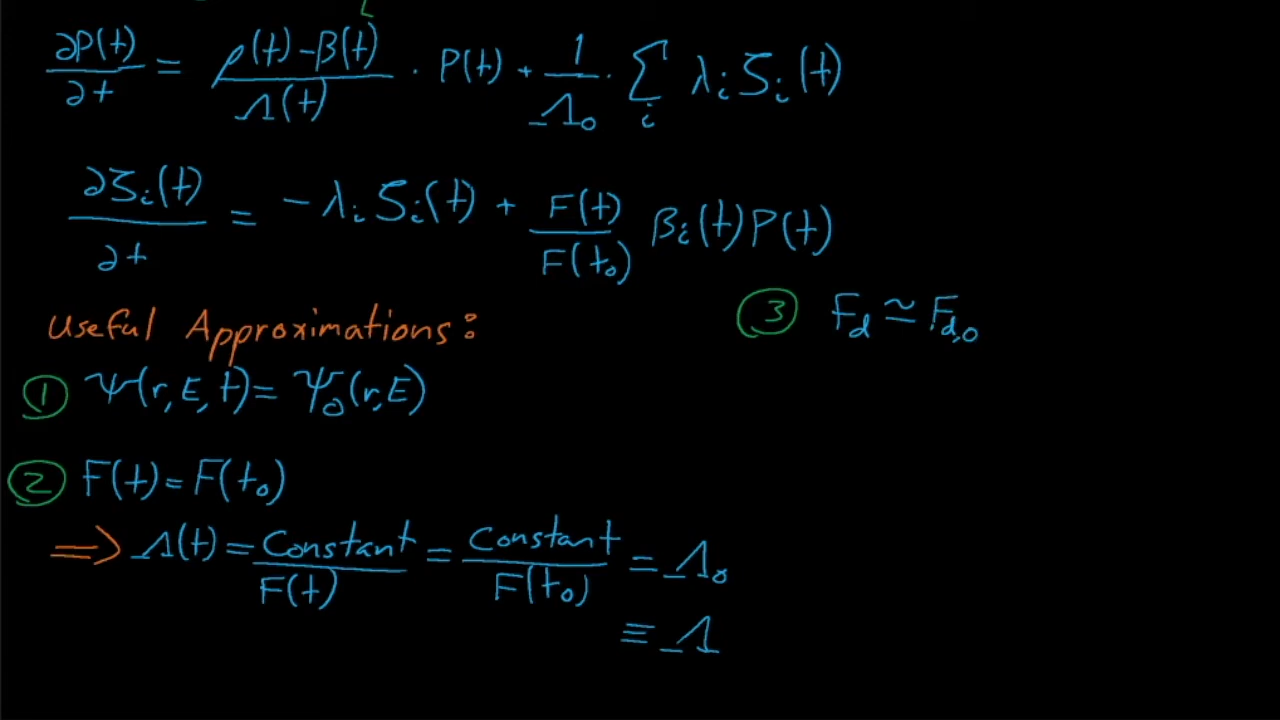 ∂P(t)/∂t = (ρ(t)-β(t))/Λ(t) · P(t) + 1/Λ₀ · Σᵢ λᵢ ζᵢ(t)
∂ζᵢ(t)/∂t = -λᵢ ζᵢ(t) + F(t)/F(t₀) βᵢ(t)P(t)
Useful Approximations:
① Ψ(r,E,t) = Ψ₀(r,E)
② F(t) = F(t₀)
⇒ Λ(t) = Constant/F(t) = Constant/F(t₀) = Λ₀
≡ Λ
③ F_d ≃ F_d,0